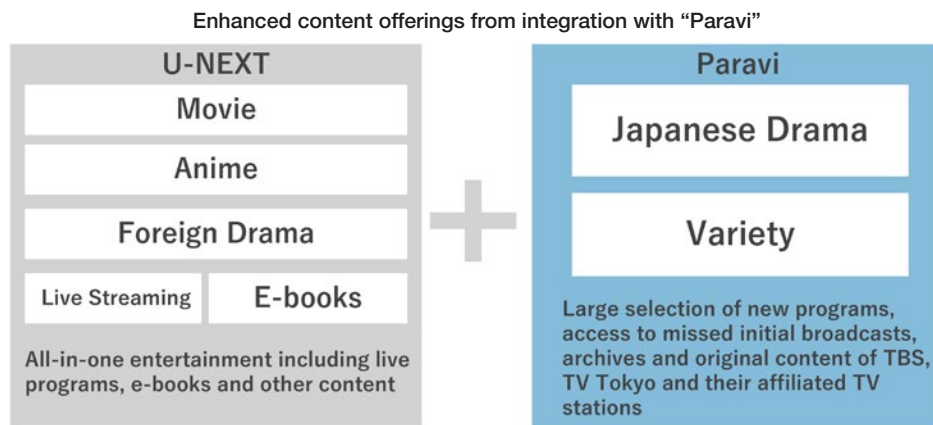 Enhanced content offerings from integration with “Paravi”
U-NEXT
Movie
Anime
Foreign Drama
Live Streaming
E-books
All-in-one entertainment including live
programs, e-books and other content
Paravi
Japanese Drama
Variety
Large selection of new programs,
access to missed initial broadcasts,
archives and original content of TBS,
TV Tokyo and their affiliated TV
stations